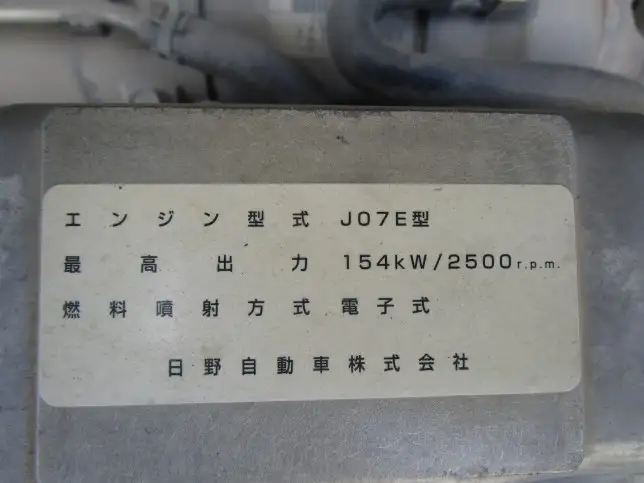 エンジン型式 J07E型
最高出力 154kW/2500r.p.m.
燃料噴射方式 電子式
日野自動車株式会社